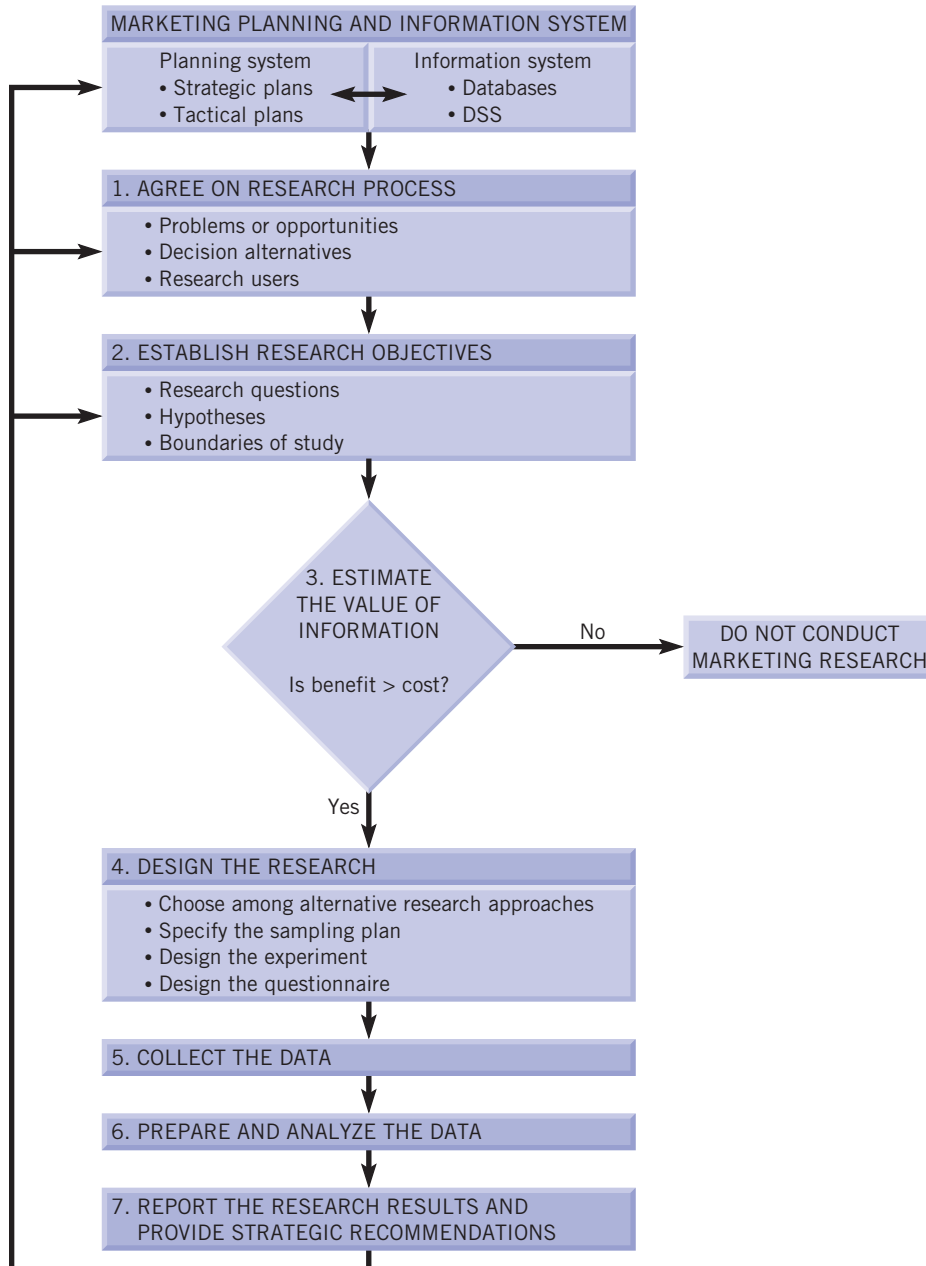 MARKETING PLANNING AND INFORMATION SYSTEM
Planning system
• Strategic plans
• Tactical plans
Information system
• Databases
• DSS
1. AGREE ON RESEARCH PROCESS
• Problems or opportunities
• Decision alternatives
• Research users
2. ESTABLISH RESEARCH OBJECTIVES
• Research questions
• Hypotheses
• Boundaries of study
3. ESTIMATE
THE VALUE OF
INFORMATION
Is benefit > cost?
No
DO NOT CONDUCT
MARKETING RESEARCH
Yes
4. DESIGN THE RESEARCH
• Choose among alternative research approaches
• Specify the sampling plan
• Design the experiment
• Design the questionnaire
5. COLLECT THE DATA
6. PREPARE AND ANALYZE THE DATA
7. REPORT THE RESEARCH RESULTS AND
PROVIDE STRATEGIC RECOMMENDATIONS